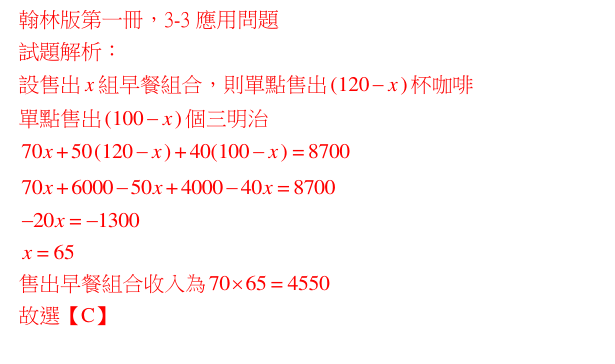 翰林版第一冊，3-3 應用問題
試題解析：
設售出 x 組早餐組合，則單點售出 (120−x) 杯咖啡
單點售出 (100−x) 個三明治
70x+50(120−x)+40(100−x)=8700
70x+6000−50x+4000−40x=8700
−20x=−1300
x=65
售出早餐組合收入為 70×65=4550
故選【C】